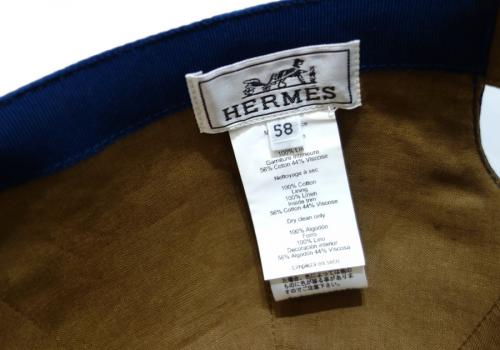 HERMES
58
100% Lin
Garniture intérieure
56% Coton 44% Viscose
Nettoyage à sec
100% Cotton
Lining
100% Linen
Inside trim
56% Cotton 44% Viscose
Dry clean only
100% Algodón
Forro
100% Lino
Decoración interior
56% Algodón 44% Viscosa
Limpieza en seco